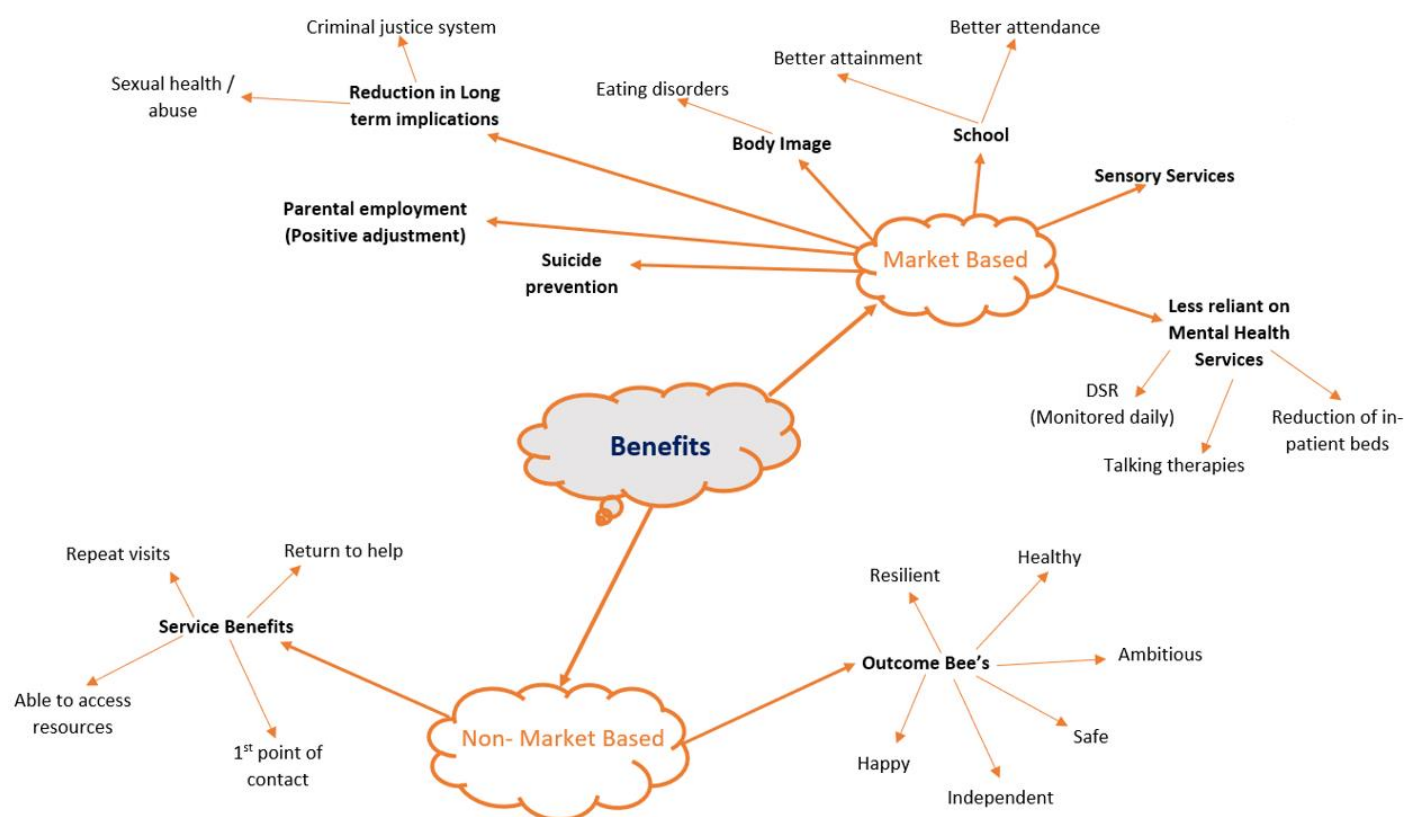 Criminal justice system
Sexual health /
abuse
Reduction in Long
term implications
Eating disorders
Body Image
Better attainment
Better attendance
School
Sensory Services
Parental employment
(Positive adjustment)
Suicide
prevention
Market Based
Less reliant on
Mental Health
Services
DSR
(Monitored daily)
Talking therapies
Reduction of in-
patient beds
Benefits
Repeat visits
Return to help
Service Benefits
Able to access
resources
1st point of
contact
Non- Market Based
Resilient
Healthy
Outcome Bee’s
Ambitious
Safe
Happy
Independent